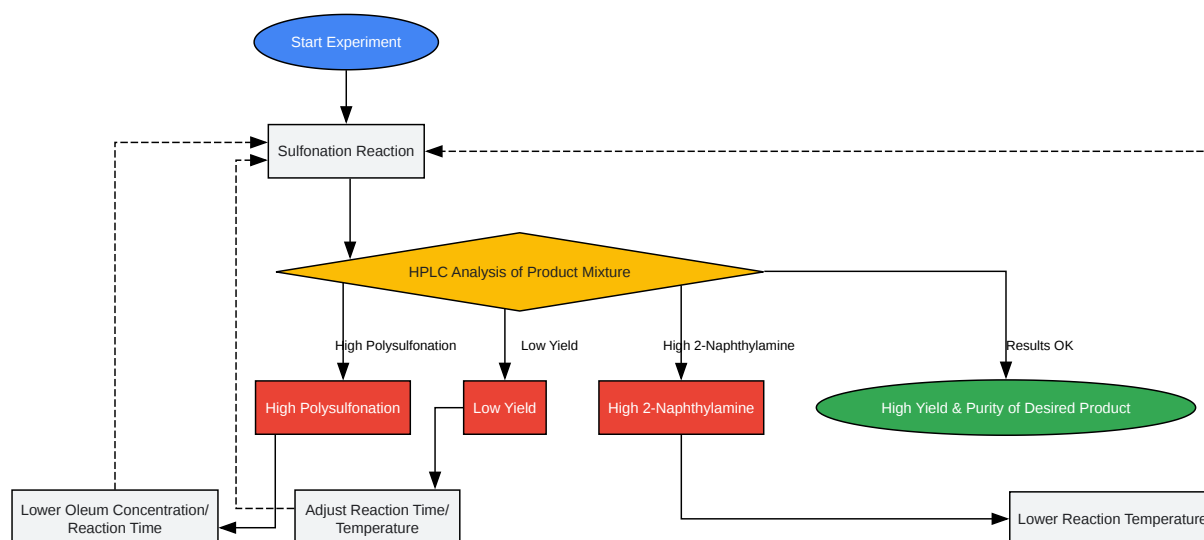 Start Experiment
Sulfonation Reaction
HPLC Analysis of Product Mixture
High Polysulfonation
Low Yield
High 2-Naphthylamine
Results OK
High Polysulfonation
Low Yield
High 2-Naphthylamine
High Yield & Purity of Desired Product
Lower Oleum Concentration/
Reaction Time
Adjust Reaction Time/
Temperature
Lower Reaction Temperature